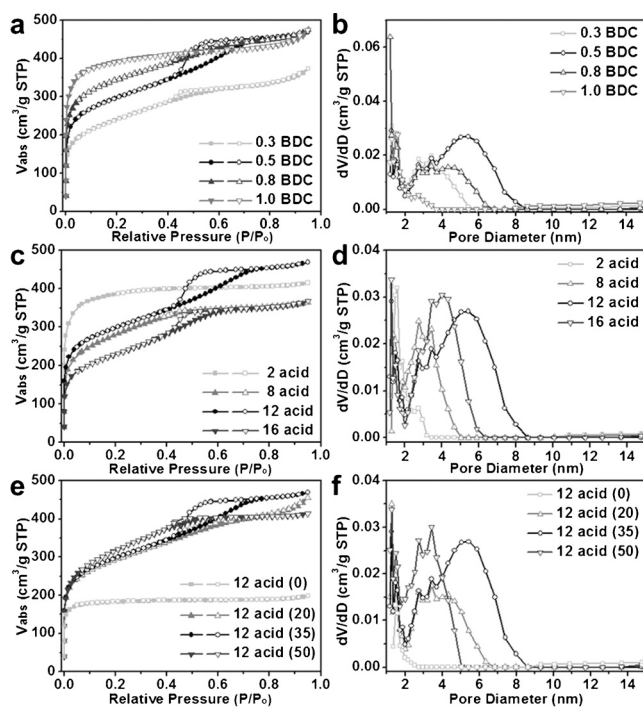 a
Vabs (cm³/g STP)
500
400
300
200
100
0
0.3 BDC
0.5 BDC
0.8 BDC
1.0 BDC
0.0 0.2 0.4 0.6 0.8 1.0
Relative Pressure (P/Po)
b
dV/dD (cm³/g STP)
0.06
0.04
0.02
0.00
0.3 BDC
0.5 BDC
0.8 BDC
1.0 BDC
2 4 6 8 10 12 14
Pore Diameter (nm)
c
Vabs (cm³/g STP)
500
400
300
200
100
0
2 acid
8 acid
12 acid
16 acid
0.0 0.2 0.4 0.6 0.8 1.0
Relative Pressure (P/Po)
d
dV/dD (cm³/g STP)
0.04
0.03
0.02
0.01
0.00
2 acid
8 acid
12 acid
16 acid
2 4 6 8 10 12 14
Pore Diameter (nm)
e
Vabs (cm³/g STP)
500
400
300
200
100
0
12 acid (0)
12 acid (20)
12 acid (35)
12 acid (50)
0.0 0.2 0.4 0.6 0.8 1.0
Relative Pressure (P/Po)
f
dV/dD (cm³/g STP)
0.04
0.03
0.02
0.01
0.00
12 acid (0)
12 acid (20)
12 acid (35)
12 acid (50)
2 4 6 8 10 12 14
Pore Diameter (nm)